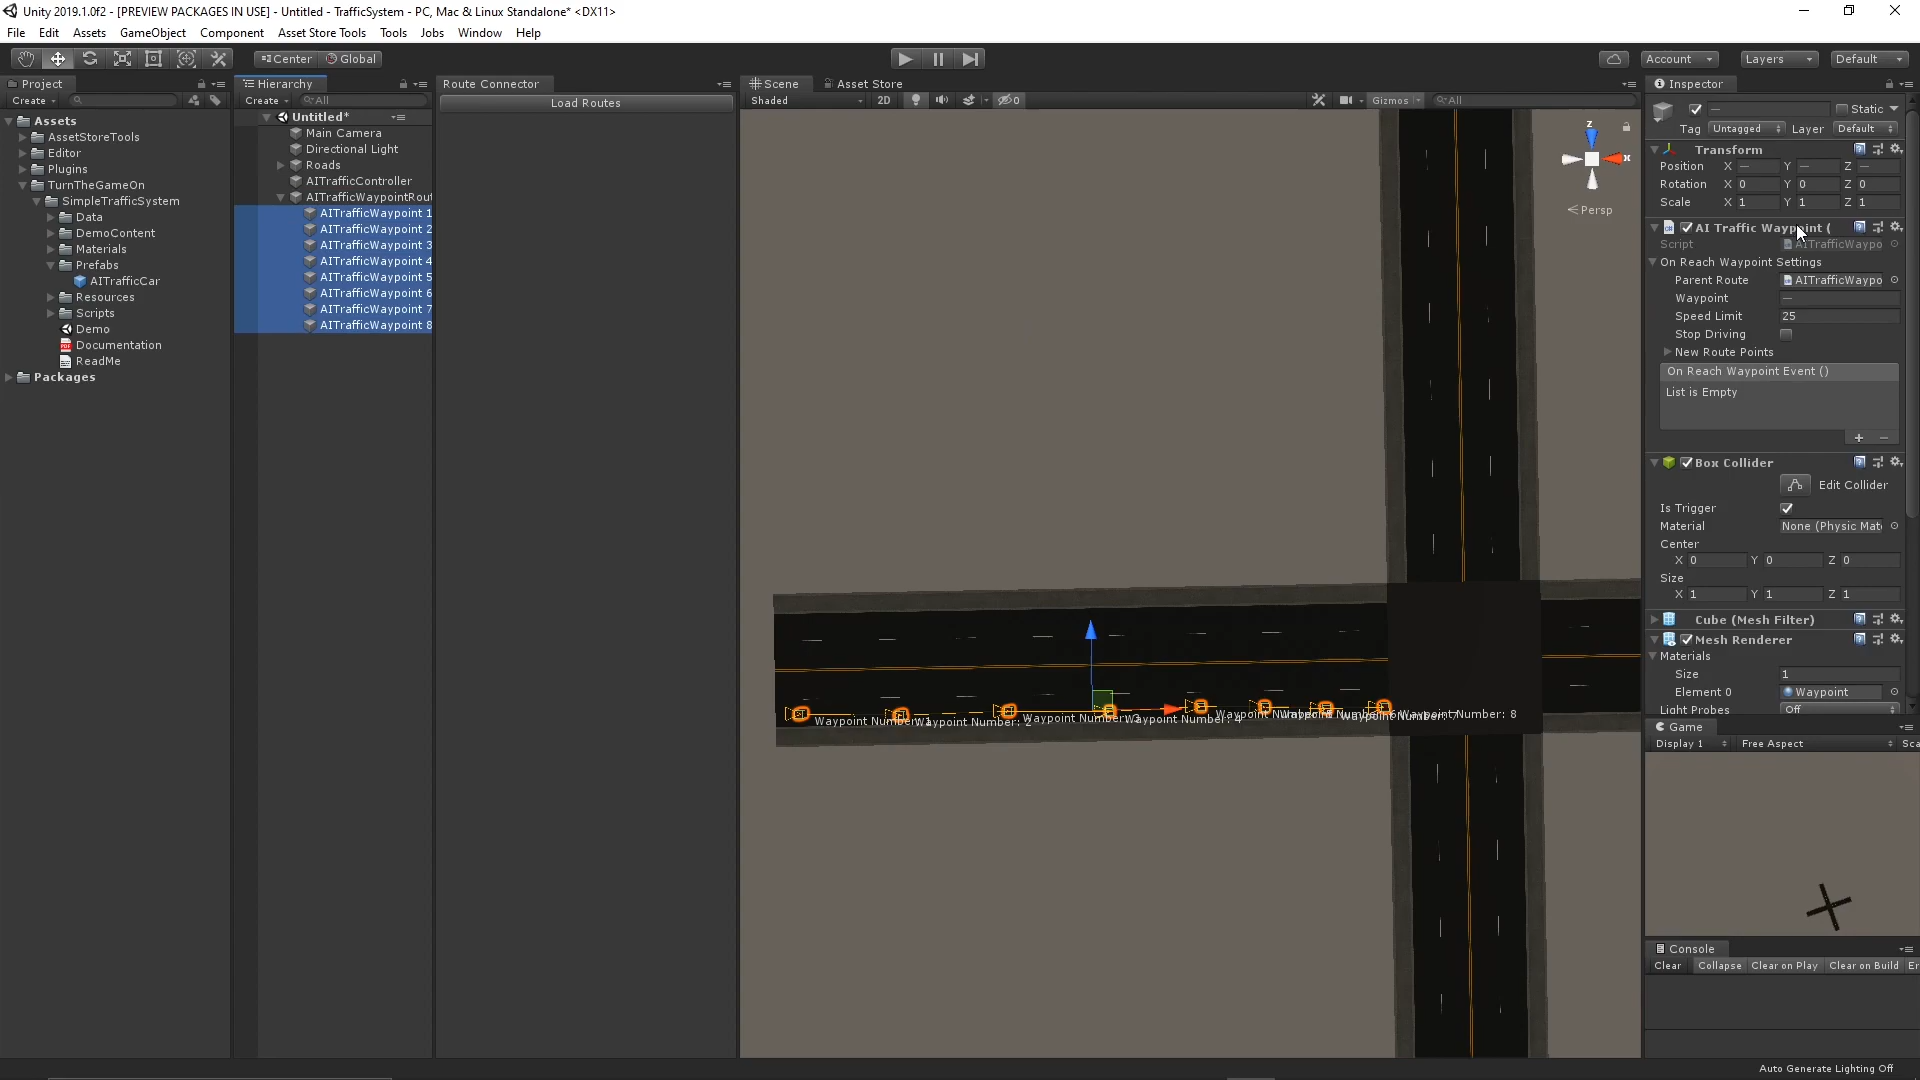 Unity 2019.1.0f2 - [PREVIEW PACKAGES IN USE] - Untitled - TrafficSystem - PC, Mac & Linux Standalone* <DX11>
File Edit Assets GameObject Component Asset Store Tools Tools Jobs Window Help
Center Global Account Layers Default
Project Hierarchy Route Connector Scene Asset Store Inspector
Create Create All Load Routes Shaded 2D 0 Gizmos All
Static
Tag Untagged Layer Default
Assets
AssetStoreTools
Editor
Plugins
TurnTheGameOn
SimpleTrafficSystem
Data
DemoContent
Materials
Prefabs
AITrafficCar
Resources
Scripts
Demo
Documentation
ReadMe
Packages
Untitled*
Main Camera
Directional Light
Roads
AITrafficController
AITrafficWaypointRout
AITrafficWaypoint 1
AITrafficWaypoint 2
AITrafficWaypoint 3
AITrafficWaypoint 4
AITrafficWaypoint 5
AITrafficWaypoint 6
AITrafficWaypoint 7
AITrafficWaypoint 8
z
x
Persp
Waypoint Number: 2
Waypoint Number: 8
Transform
Position X — Y — Z —
Rotation X 0 Y 0 Z 0
Scale X 1 Y 1 Z 1
AI Traffic Waypoint (
Script AITrafficWaypo
On Reach Waypoint Settings
Parent Route AITrafficWaypo
Waypoint —
Speed Limit 25
Stop Driving
New Route Points
On Reach Waypoint Event ()
List is Empty
+ −
Box Collider
Edit Collider
Is Trigger
Material None (Physic Mat
Center
X 0 Y 0 Z 0
Size
X 1 Y 1 Z 1
Cube (Mesh Filter)
Mesh Renderer
Materials
Size 1
Element 0 Waypoint
Light Probes Off
Game
Display 1 Free Aspect Sca
Console
Clear Collapse Clear on Play Clear on Build Er
Auto Generate Lighting Off